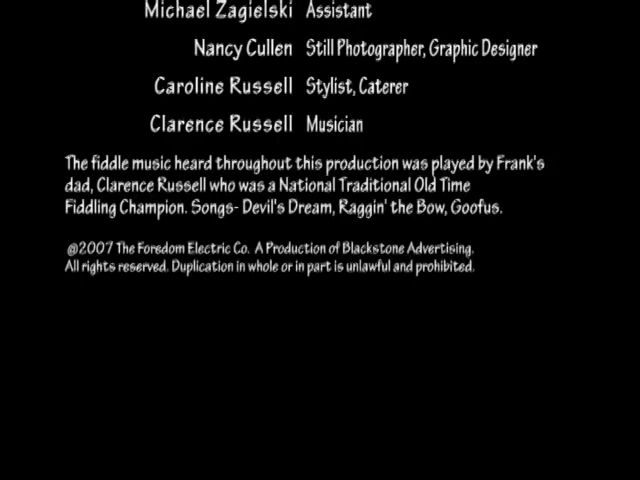 Michael Zagielski Assistant
Nancy Cullen Still Photographer, Graphic Designer
Caroline Russell Stylist, Caterer
Clarence Russell Musician
The fiddle music heard throughout this production was played by Frank's
dad, Clarence Russell who was a National Traditional Old Time
Fiddling Champion. Songs- Devil's Dream, Raggin' the Bow, Goofus.
@2007 The Foredom Electric Co. A Production of Blackstone Advertising.
All rights reserved. Duplication in whole or in part is unlawful and prohibited.